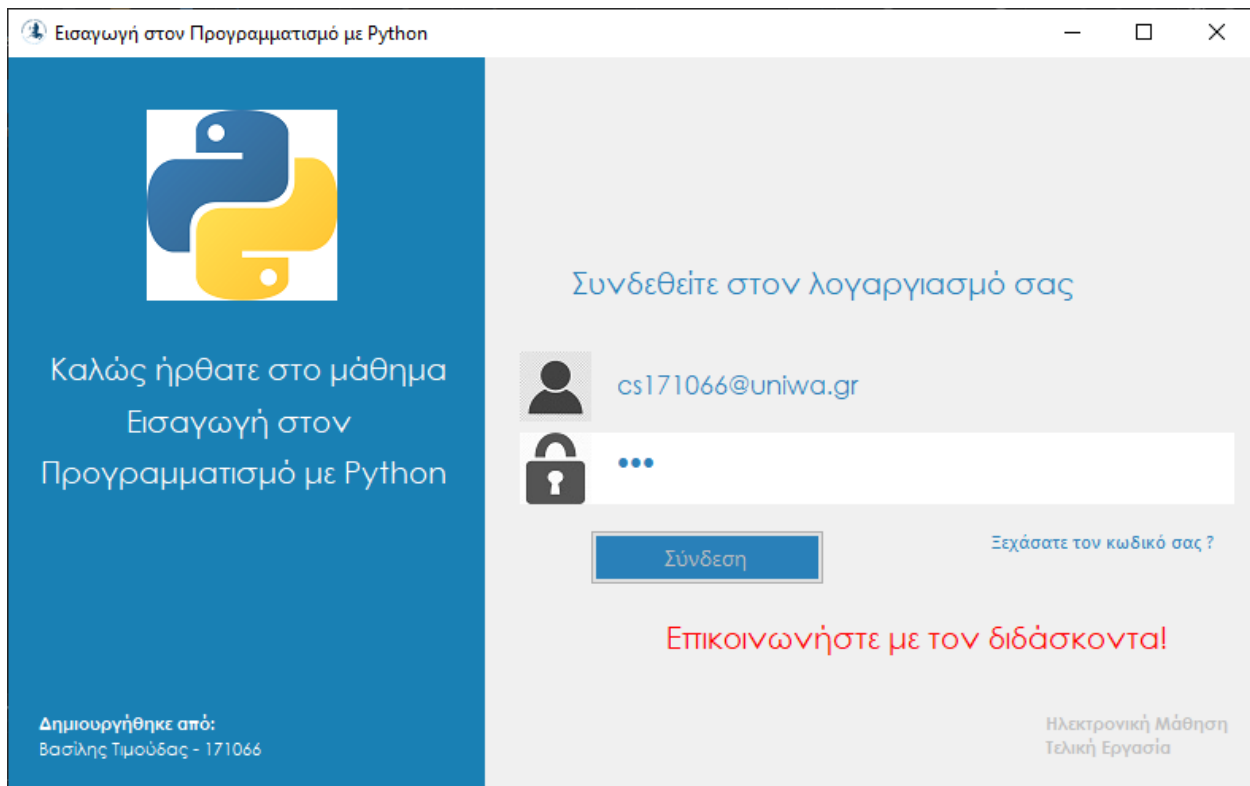 Εισαγωγή στον Προγραμματισμό με Python
Καλώς ήρθατε στο μάθημα
Εισαγωγή στον
Προγραμματισμό με Python
Δημιουργήθηκε από:
Βασίλης Τιμούδας - 171066
Συνδεθείτε στον λογαργιασμό σας
cs171066@uniwa.gr
•••
Σύνδεση
Ξεχάσατε τον κωδικό σας ?
Επικοινωνήστε με τον διδάσκοντα!
Ηλεκτρονική Μάθηση
Τελική Εργασία